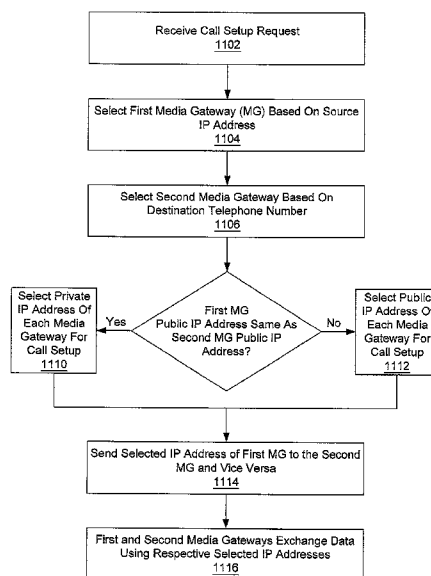 Receive Call Setup Request
1102
Select First Media Gateway (MG) Based On Source
IP Address
1104
Select Second Media Gateway Based On
Destination Telephone Number
1106
First MG
Public IP Address Same As
Second MG Public IP
Address?
Yes
No
Select Private
IP Address Of
Each Media
Gateway For
Call Setup
1110
Select Public
IP Address Of
Each Media
Gateway For
Call Setup
1112
Send Selected IP Address of First MG to the Second
MG and Vice Versa
1114
First and Second Media Gateways Exchange Data
Using Respective Selected IP Addresses
1116